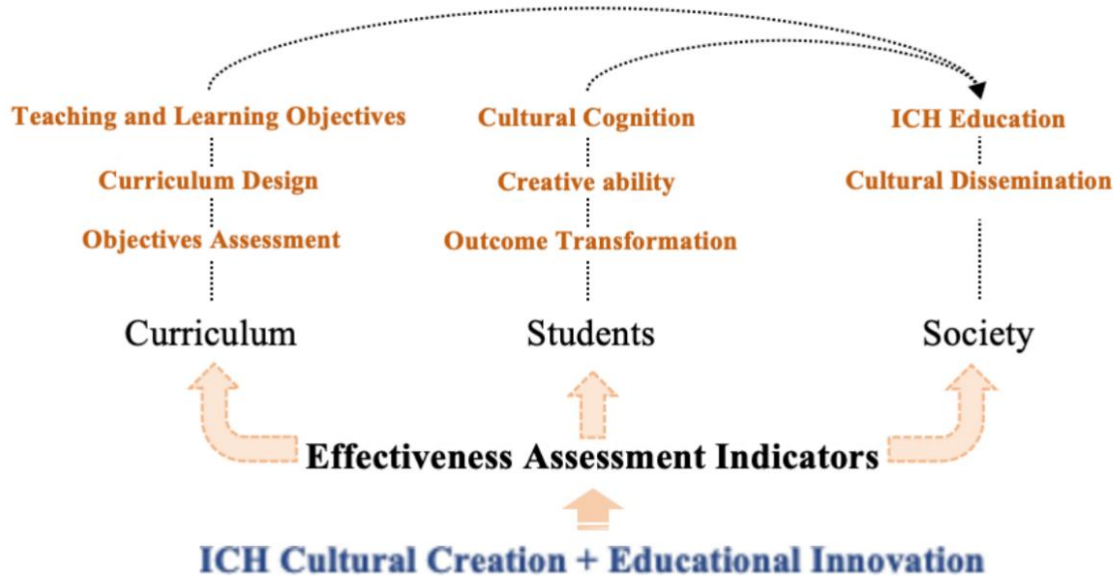 Teaching and Learning Objectives
Cultural Cognition
ICH Education
Curriculum Design
Creative ability
Cultural Dissemination
Objectives Assessment
Outcome Transformation
Curriculum
Students
Society
Effectiveness Assessment Indicators
ICH Cultural Creation + Educational Innovation